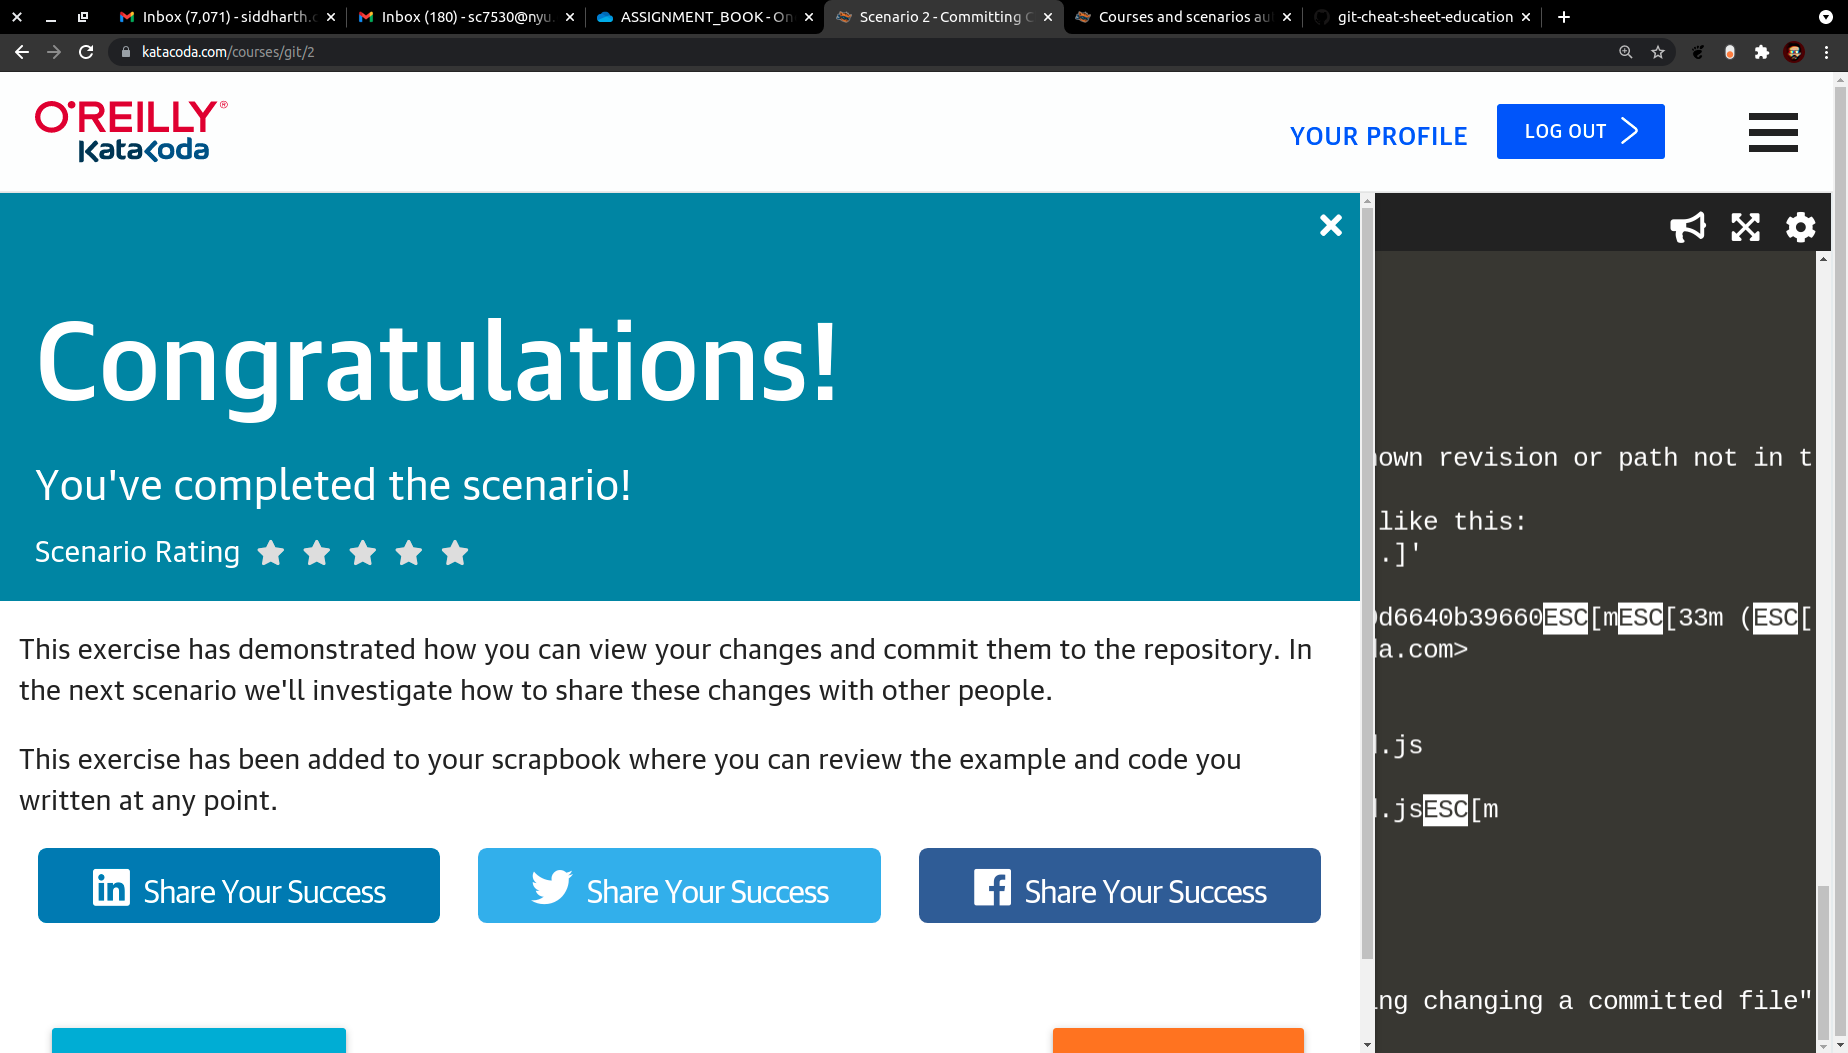 Inbox (7,071) - siddharth.c
Inbox (180) - sc7530@nyu.
ASSIGNMENT_BOOK - On
Scenario 2 - Committing C
Courses and scenarios au
git-cheat-sheet-education
katacoda.com/courses/git/2
O'REILLY®
Katacoda
YOUR PROFILE
LOG OUT
Congratulations!
You've completed the scenario!
Scenario Rating
This exercise has demonstrated how you can view your changes and commit them to the repository. In
the next scenario we'll investigate how to share these changes with other people.
This exercise has been added to your scrapbook where you can review the example and code you
written at any point.
Share Your Success
Share Your Success
Share Your Success
nown revision or path not in t
like this:
.]'
d6640b39660ESC[mESC[33m (ESC[
a.com>
.js
.jsESC[m
ing changing a committed file"